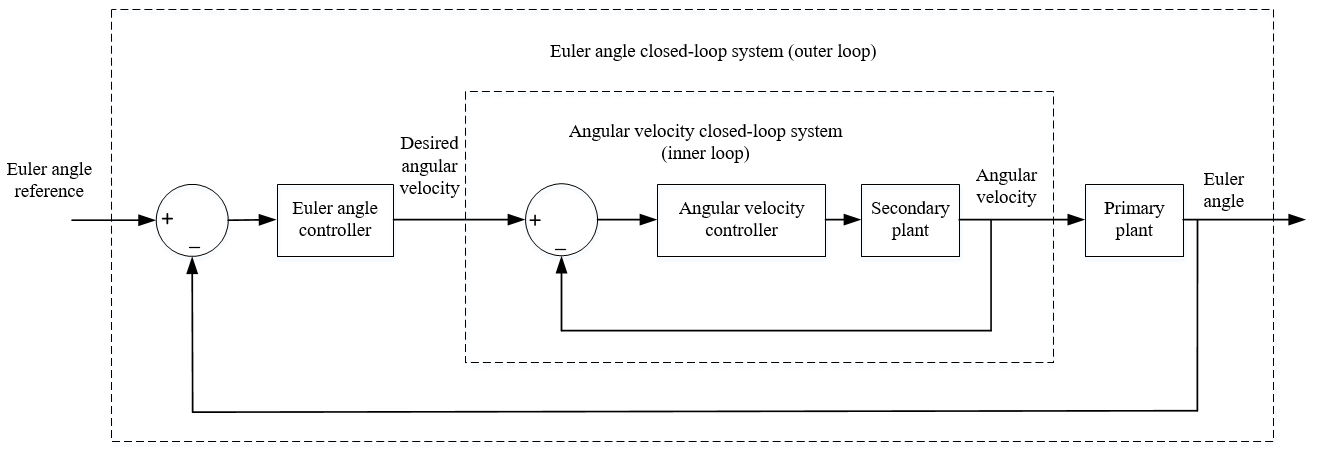 Euler angle closed-loop system (outer loop)
Angular velocity closed-loop system
(inner loop)
Euler angle
reference
+
−
Euler angle
controller
Desired
angular
velocity
+
−
Angular velocity
controller
Secondary
plant
Angular
velocity
Primary
plant
Euler
angle